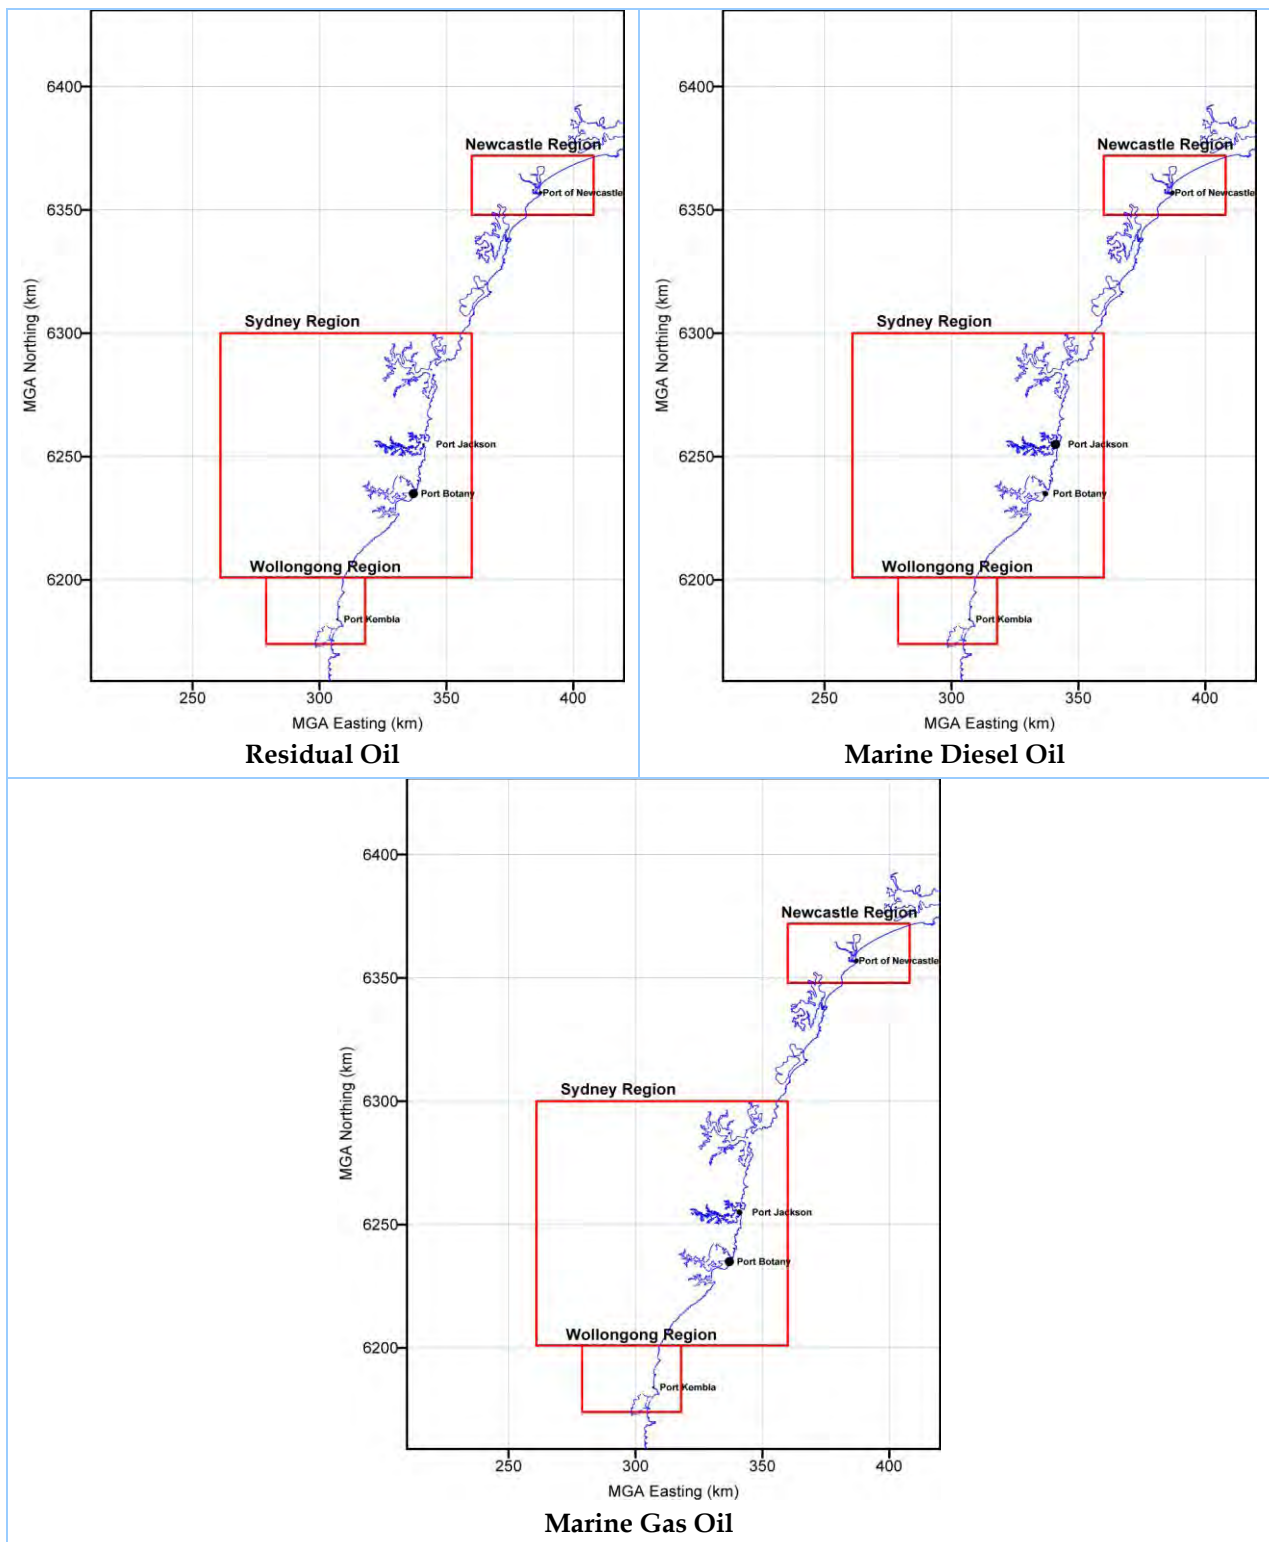 6400
Newcastle Region
Port of Newcastle
6350
MGA Northing (km)
6300
Sydney Region
Port Jackson
6250
Port Botany
Wollongong Region
6200
Port Kembla
250 300 350 400
MGA Easting (km)
Residual Oil
6400
Newcastle Region
Port of Newcastle
6350
MGA Northing (km)
6300
Sydney Region
Port Jackson
6250
Port Botany
Wollongong Region
6200
Port Kembla
250 300 350 400
MGA Easting (km)
Marine Diesel Oil
6400
Newcastle Region
Port of Newcastle
6350
MGA Northing (km)
6300
Sydney Region
Port Jackson
6250
Port Botany
Wollongong Region
6200
Port Kembla
250 300 350 400
MGA Easting (km)
Marine Gas Oil